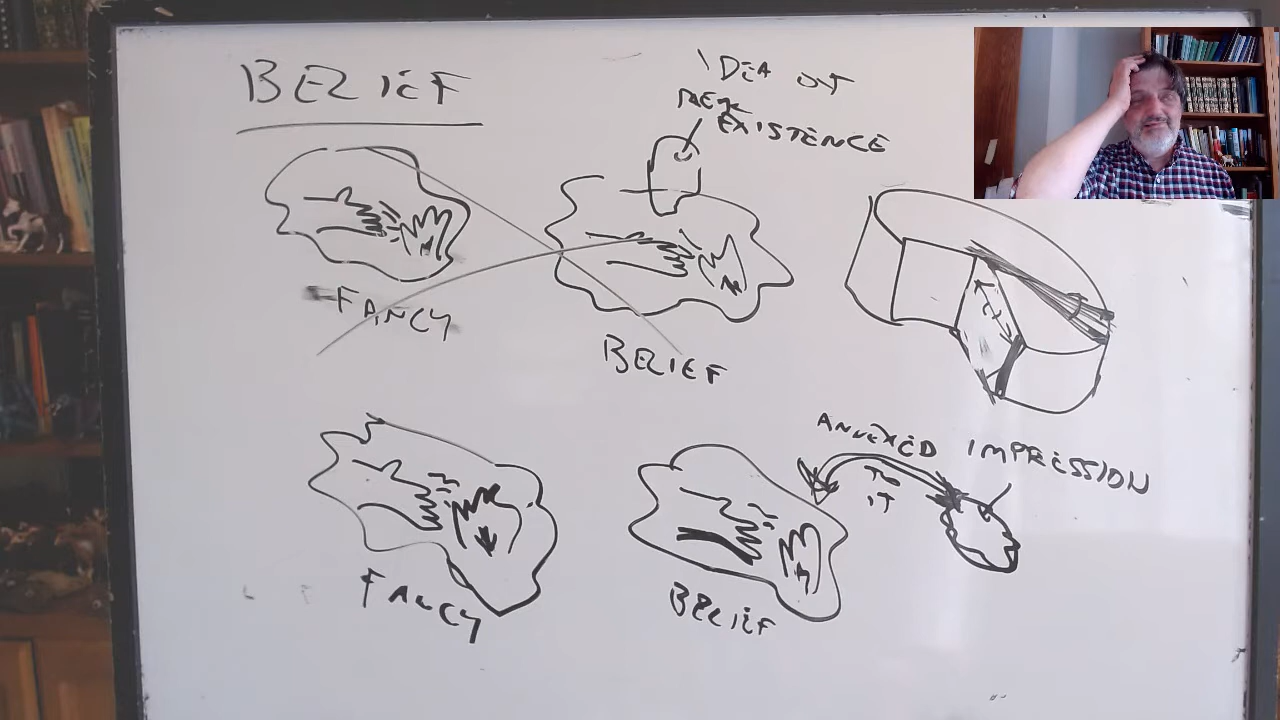 BELIEF
IDEA OF
REAL
EXISTENCE
FANCY
BELIEF
ANNEXED IMPRESSION
TO
IT
FANCY
BELIEF